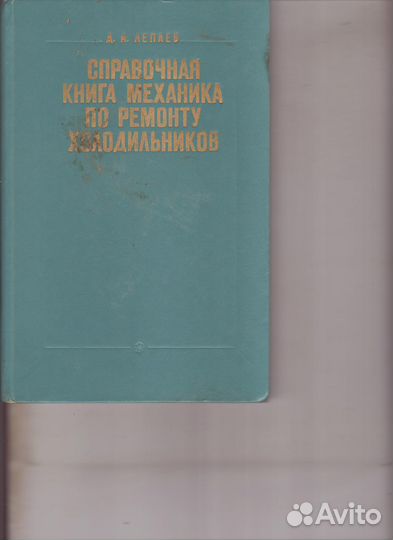 Д. А. ЛЕПАЕВ
СПРАВОЧНАЯ
КНИГА МЕХАНИКА
ПО РЕМОНТУ
ХОЛОДИЛЬНИКОВ
Avito